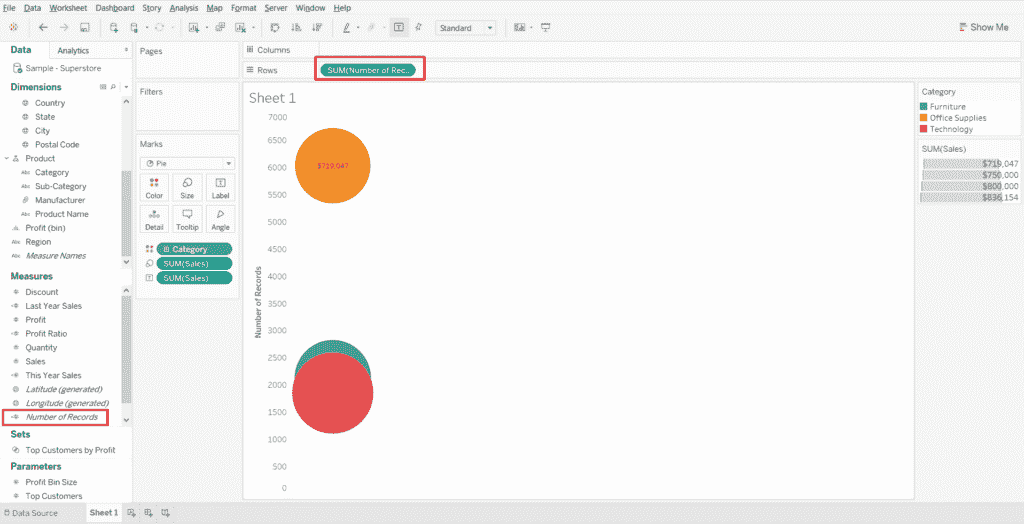 File Data Worksheet Dashboard Story Analysis Map Format Server Window Help
Standard
Show Me
Data
Analytics
Sample - Superstore
Dimensions
Country
State
City
Postal Code
Product
Abc Category
Abc Sub-Category
Manufacturer
Abc Product Name
Profit (bin)
Abc Region
Abc Measure Names
Measures
Discount
Last Year Sales
Profit
Profit Ratio
Quantity
Sales
This Year Sales
Latitude (generated)
Longitude (generated)
Number of Records
Sets
Top Customers by Profit
Parameters
Profit Bin Size
Top Customers
Pages
Filters
Marks
Pie
Color
Size
Label
Detail
Tooltip
Angle
Category
SUM(Sales)
SUM(Sales)
Columns
Rows
SUM(Number of Rec..
Sheet 1
Number of Records
7000
6500
6000
5500
5000
4500
4000
3500
3000
2500
2000
1500
1000
500
0
$719,047
Category
Furniture
Office Supplies
Technology
SUM(Sales)
$719,047
$750,000
$800,000
$836,154
Data Source
Sheet 1